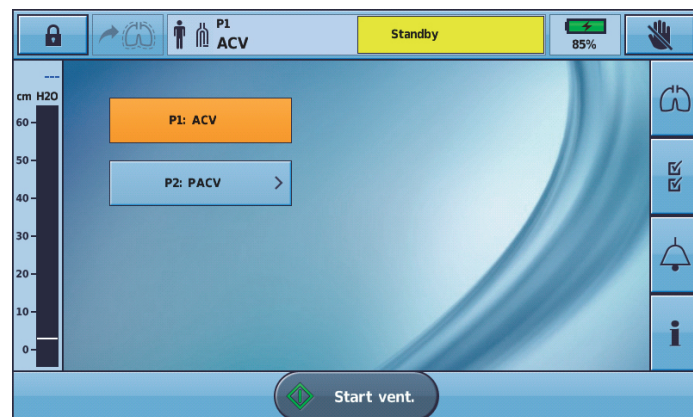 P1
ACV
Standby
85%
---
cm H2O
60
50
40
30
20
10
0
P1: ACV
P2: PACV
Start vent.